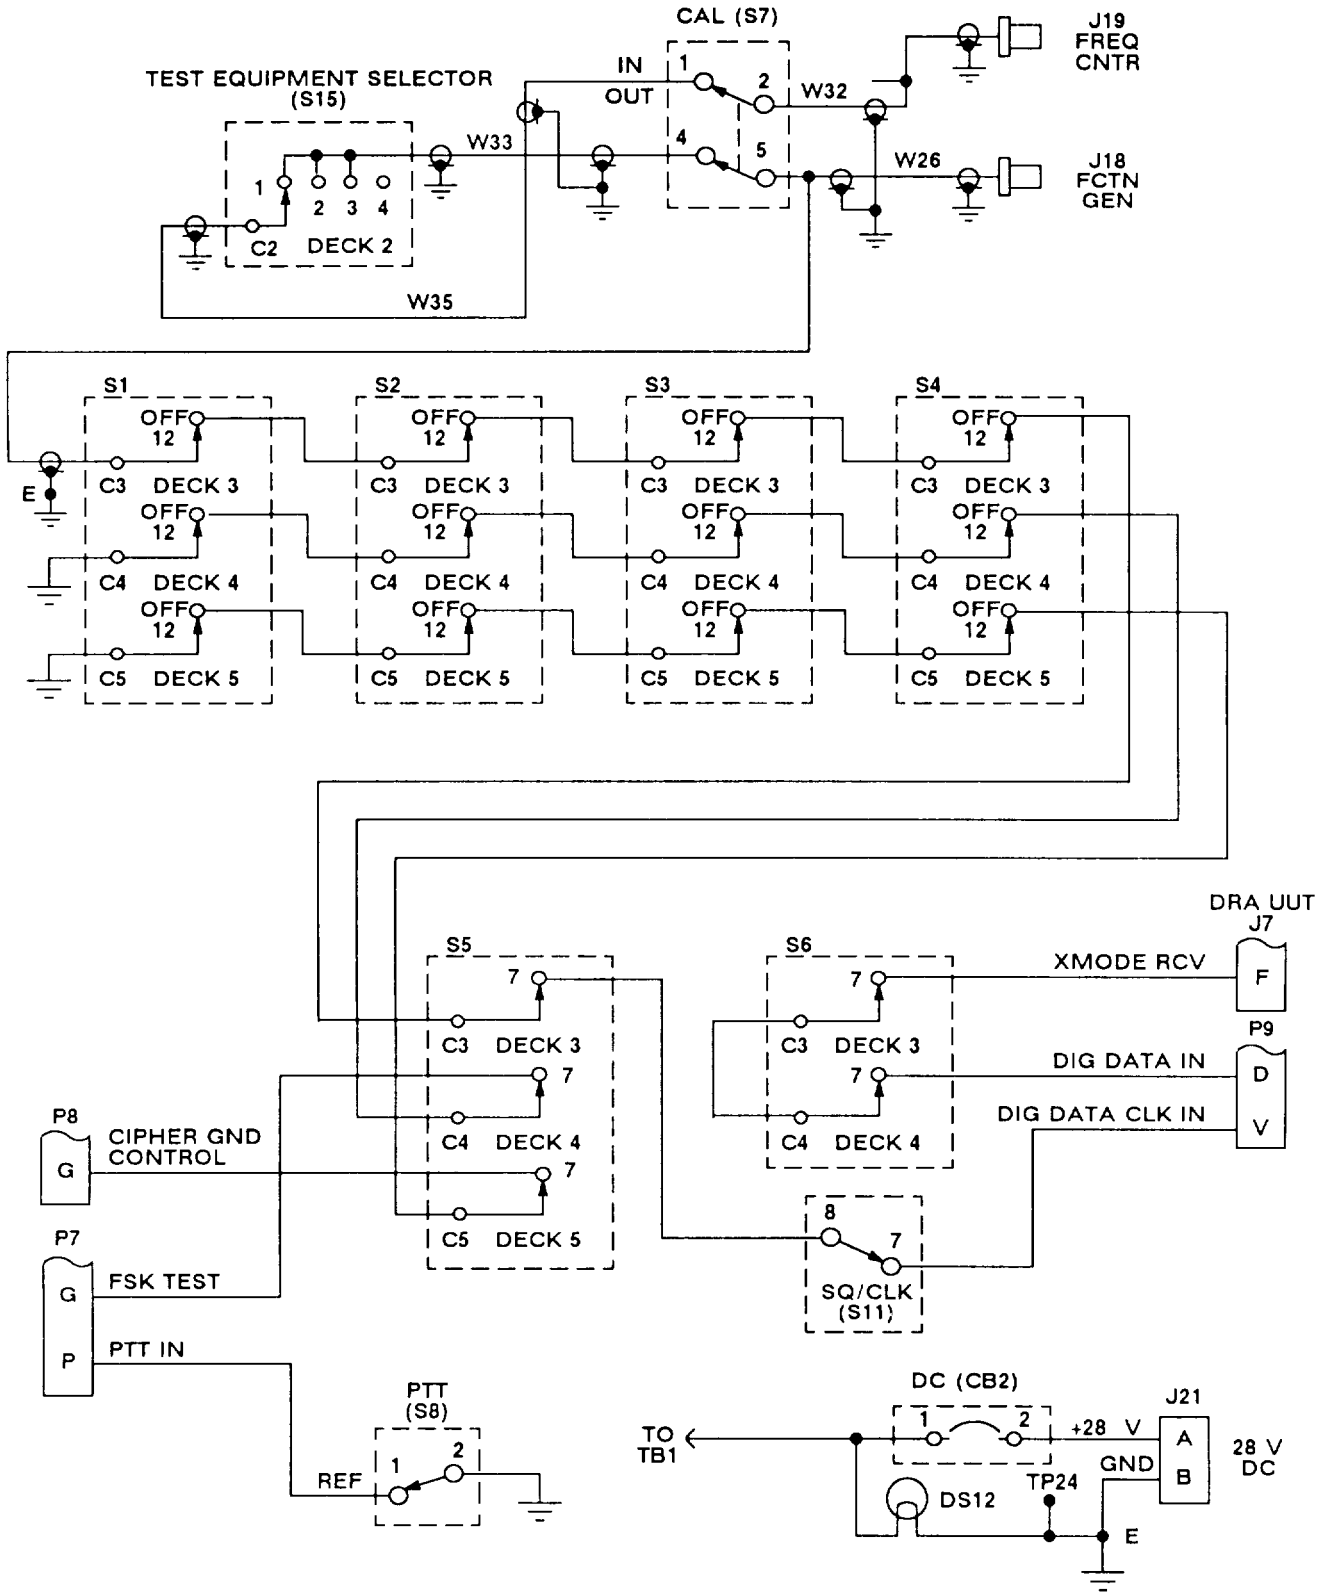 CAL (S7)
J19
FREQ
CNTR
TEST EQUIPMENT SELECTOR
(S15)
IN
OUT
1
2
W32
W33
4
5
W26
J18
FCTN
GEN
1
2
3
4
C2
DECK 2
W35
S1
S2
S3
S4
OFF
12
OFF
12
OFF
12
OFF
12
E
C3
DECK 3
C3
DECK 3
C3
DECK 3
C3
DECK 3
OFF
12
OFF
12
OFF
12
OFF
12
C4
DECK 4
C4
DECK 4
C4
DECK 4
C4
DECK 4
OFF
12
OFF
12
OFF
12
OFF
12
C5
DECK 5
C5
DECK 5
C5
DECK 5
C5
DECK 5
DRA UUT
J7
S5
S6
7
7
XMODE RCV
F
C3
DECK 3
C3
DECK 3
P9
7
7
DIG DATA IN
D
P8
CIPHER GND
CONTROL
G
C4
DECK 4
C4
DECK 4
DIG DATA CLK IN
V
7
C5
DECK 5
8
7
SQ/CLK
(S11)
P7
G
FSK TEST
P
PTT IN
PTT
(S8)
1
2
REF
DC (CB2)
J21
TO
TB1
1
2
+28 V
A
GND
B
28 V
DC
DS12
TP24
E